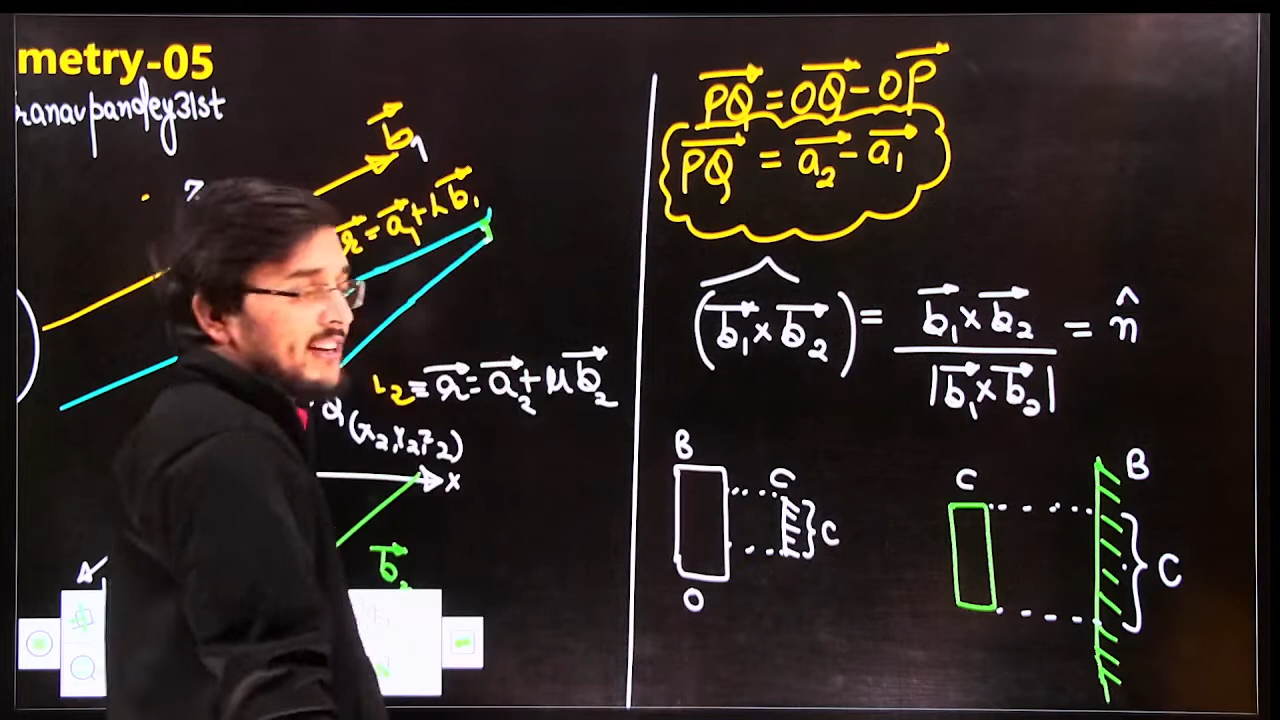 metry-05
ranavpandey31st
b₁
r = a₁ + λb₁
L₂ = r = a₂ + μb₂
Q (x₂, y₂, z₂)
x
b₂
PQ = OQ - OP
PQ = a₂ - a₁
(b₁ × b₂) = b₁ × b₂ / |b₁ × b₂| = n̂
B
C
C
O
C
B
C